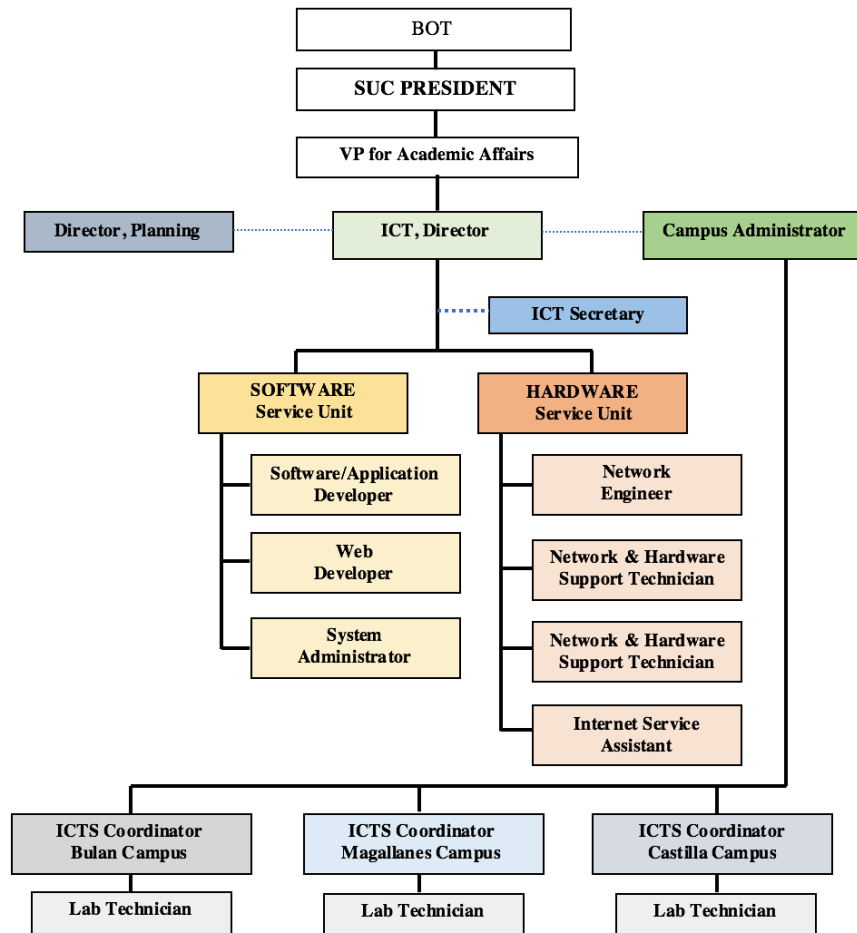 BOT
SUC PRESIDENT
VP for Academic Affairs
Director, Planning
ICT, Director
Campus Administrator
ICT Secretary
SOFTWARE
Service Unit
HARDWARE
Service Unit
Software/Application
Developer
Web
Developer
System
Administrator
Network
Engineer
Network & Hardware
Support Technician
Network & Hardware
Support Technician
Internet Service
Assistant
ICTS Coordinator
Bulan Campus
ICTS Coordinator
Magallanes Campus
ICTS Coordinator
Castilla Campus
Lab Technician
Lab Technician
Lab Technician